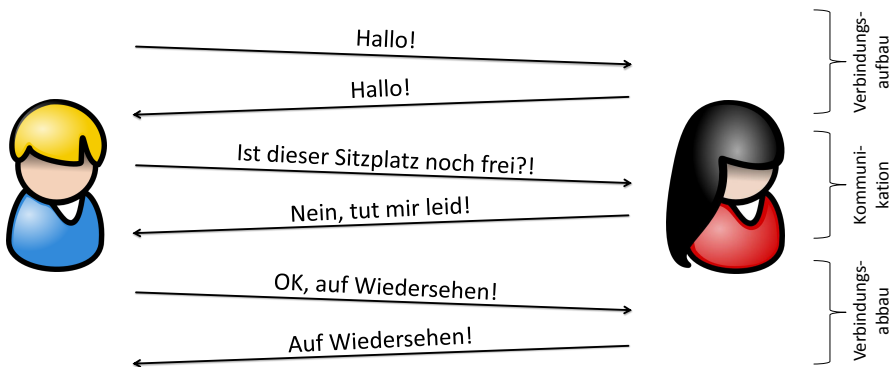 Hallo!
Hallo!
Verbindungs-
aufbau
Ist dieser Sitzplatz noch frei?!
Nein, tut mir leid!
Kommuni-
kation
OK, auf Wiedersehen!
Auf Wiedersehen!
Verbindungs-
abbau